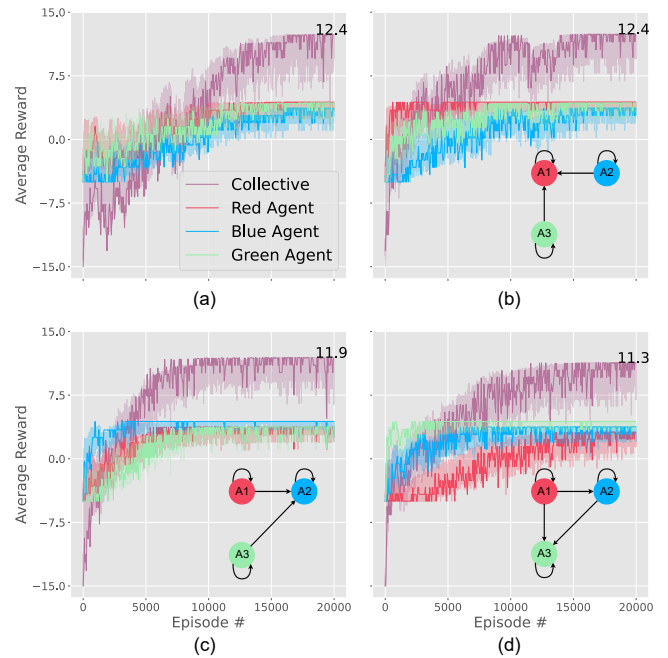 12.4
12.4
15.0
7.5
0.0
−7.5
−15.0
Average Reward
Collective
Red Agent
Blue Agent
Green Agent
A1
A2
A3
(a)
(b)
11.9
11.3
15.0
7.5
0.0
−7.5
−15.0
Average Reward
A1
A2
A3
A1
A2
A3
0
5000
10000
15000
20000
0
5000
10000
15000
20000
Episode #
Episode #
(c)
(d)